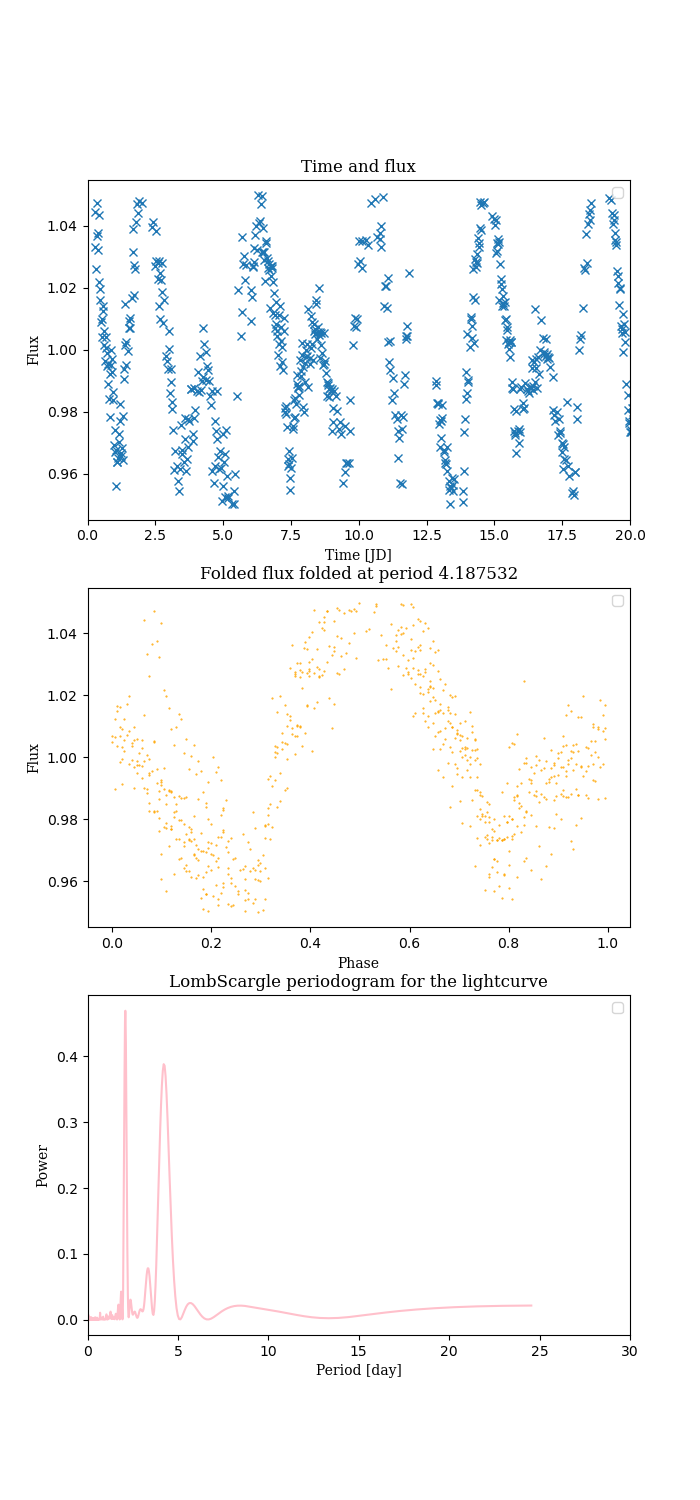 Time and flux
Flux
1.04
1.02
1.00
0.98
0.96
0.0 2.5 5.0 7.5 10.0 12.5 15.0 17.5 20.0
Time [JD]
Folded flux folded at period 4.187532
Flux
1.04
1.02
1.00
0.98
0.96
0.0 0.2 0.4 0.6 0.8 1.0
Phase
LombScargle periodogram for the lightcurve
Power
0.4
0.3
0.2
0.1
0.0
0 5 10 15 20 25 30
Period [day]